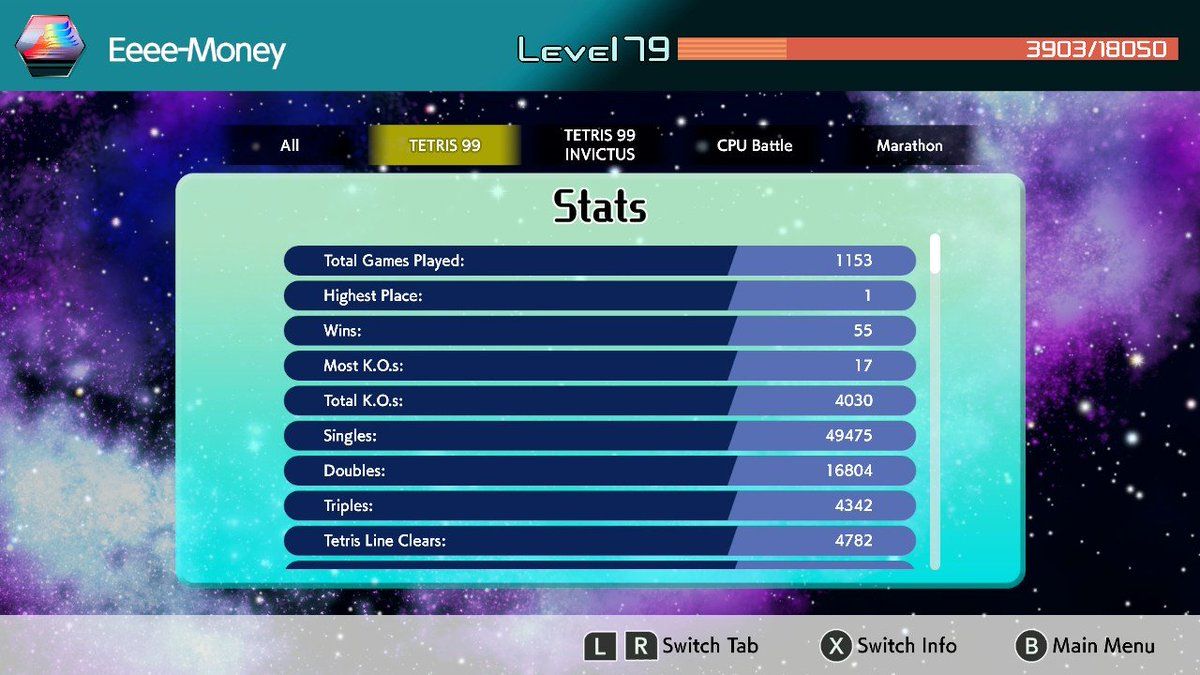 Eeee-Money
Level 79
3903/18050
All
TETRIS 99
TETRIS 99
INVICTUS
CPU Battle
Marathon
Stats
Total Games Played: 1153
Highest Place: 1
Wins: 55
Most K.O.s: 17
Total K.O.s: 4030
Singles: 49475
Doubles: 16804
Triples: 4342
Tetris Line Clears: 4782
L R Switch Tab
X Switch Info
B Main Menu